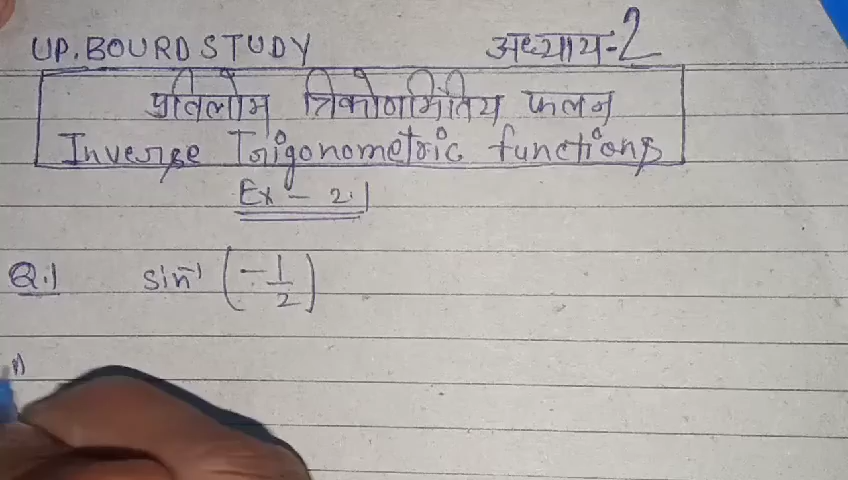 UP. BOURD STUDY अध्याय-2
प्रतिलोम त्रिकोणमितिय फलन
Inverse Trigonometric functions
Ex - 2.1
Q.1 sin⁻¹ (-1/2)